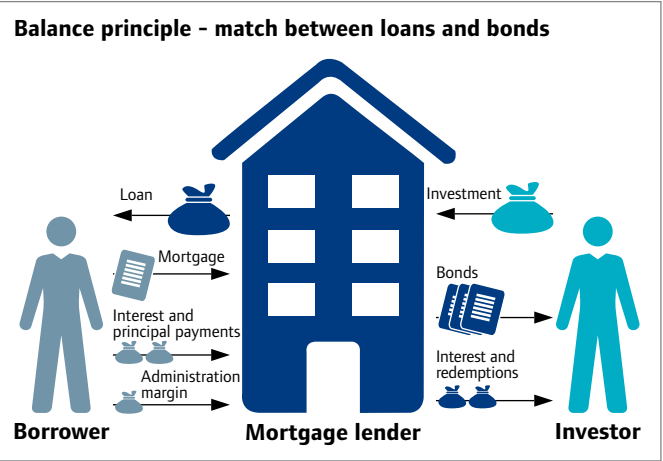 Balance principle - match between loans and bonds
Loan
Investment
Mortgage
Bonds
Interest and
principal payments
Interest and
redemptions
Administration
margin
Borrower
Mortgage lender
Investor